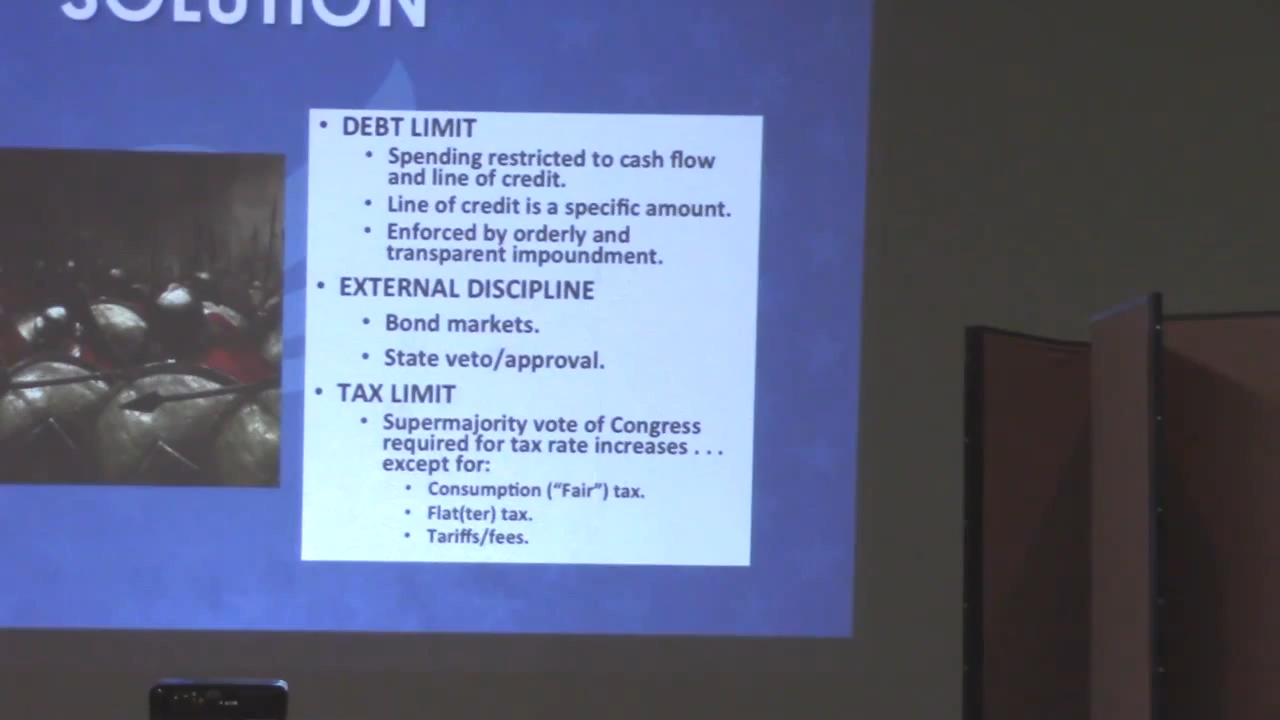 SOLUTION
• DEBT LIMIT
• Spending restricted to cash flow
and line of credit.
• Line of credit is a specific amount.
• Enforced by orderly and
transparent impoundment.
• EXTERNAL DISCIPLINE
• Bond markets.
• State veto/approval.
• TAX LIMIT
• Supermajority vote of Congress
required for tax rate increases . . .
except for:
• Consumption (“Fair”) tax.
• Flat(ter) tax.
• Tariffs/fees.